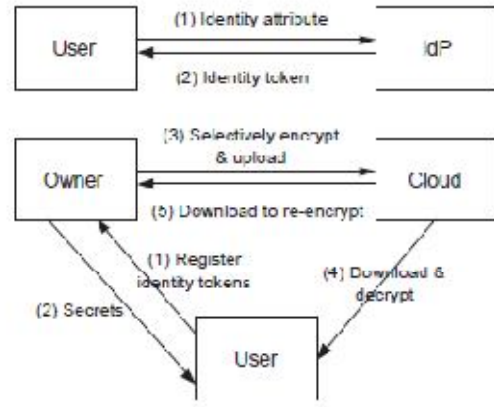 (1) Identity attribute
User
IdP
(2) Identity token
(3) Selectively encrypt
& upload
Owner
Cloud
(5) Download to re-encrypt
(1) Register
identity tokens
(4) Download &
decrypt
(2) Secrets
User